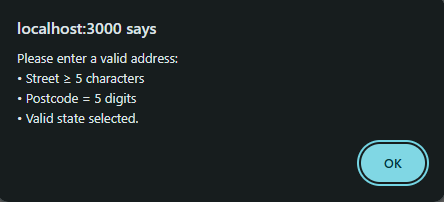 localhost:3000 says
Please enter a valid address:
• Street ≥ 5 characters
• Postcode = 5 digits
• Valid state selected.
OK